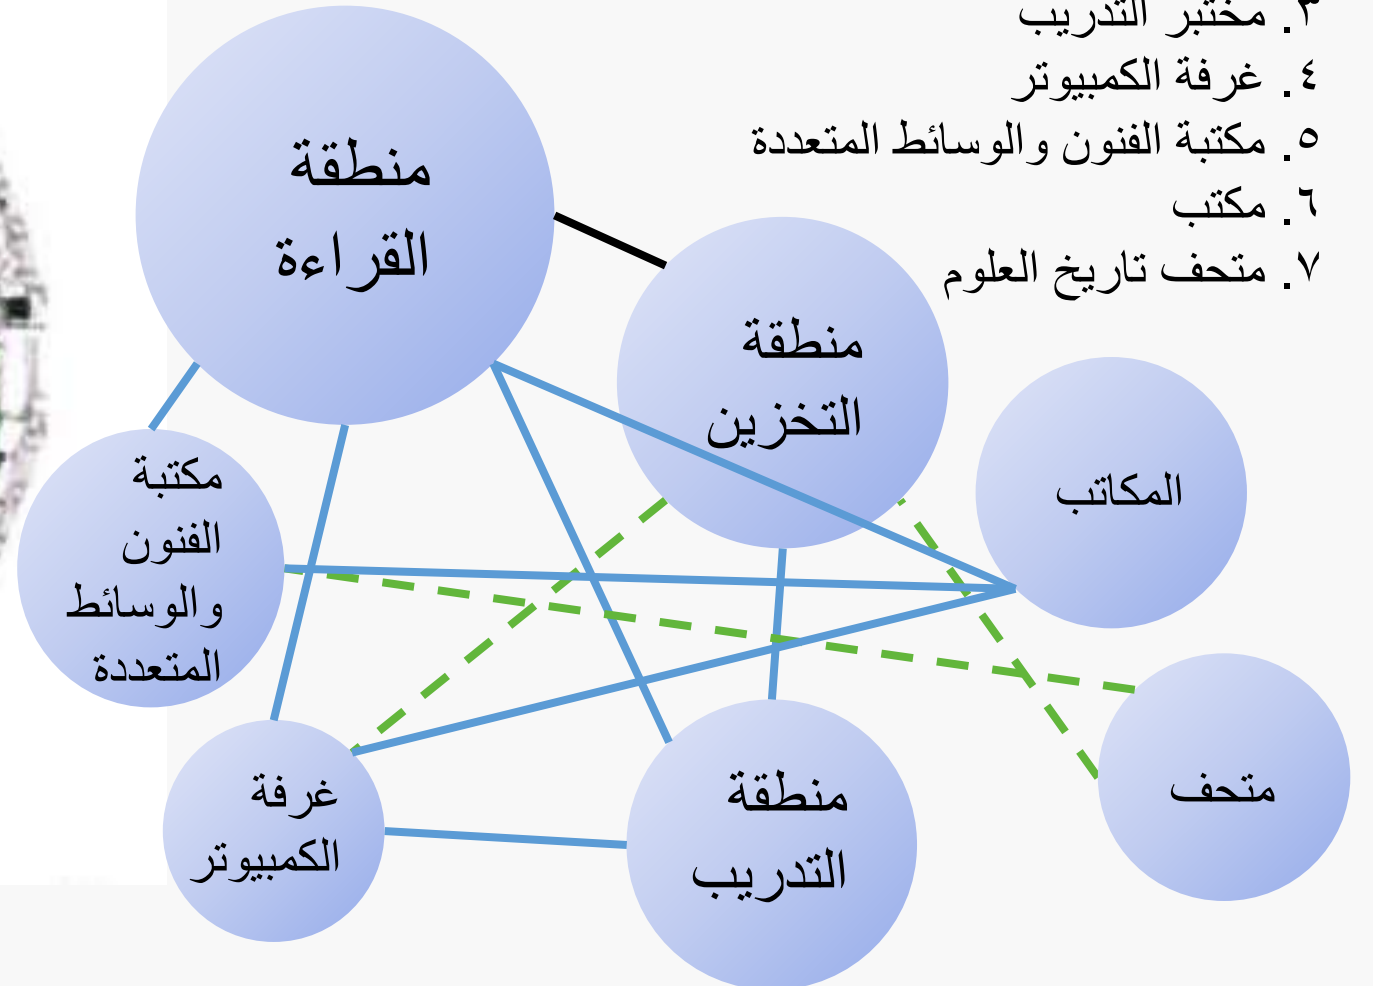 ٣. مختبر التدريب
٤. غرفة الكمبيوتر
٥. مكتبة الفنون والوسائط المتعددة
٦. مكتب
٧. متحف تاريخ العلوم
منطقة
القراءة
منطقة
التخزين
المكاتب
مكتبة
الفنون
والوسائط
المتعددة
غرفة
الكمبيوتر
منطقة
التدريب
متحف